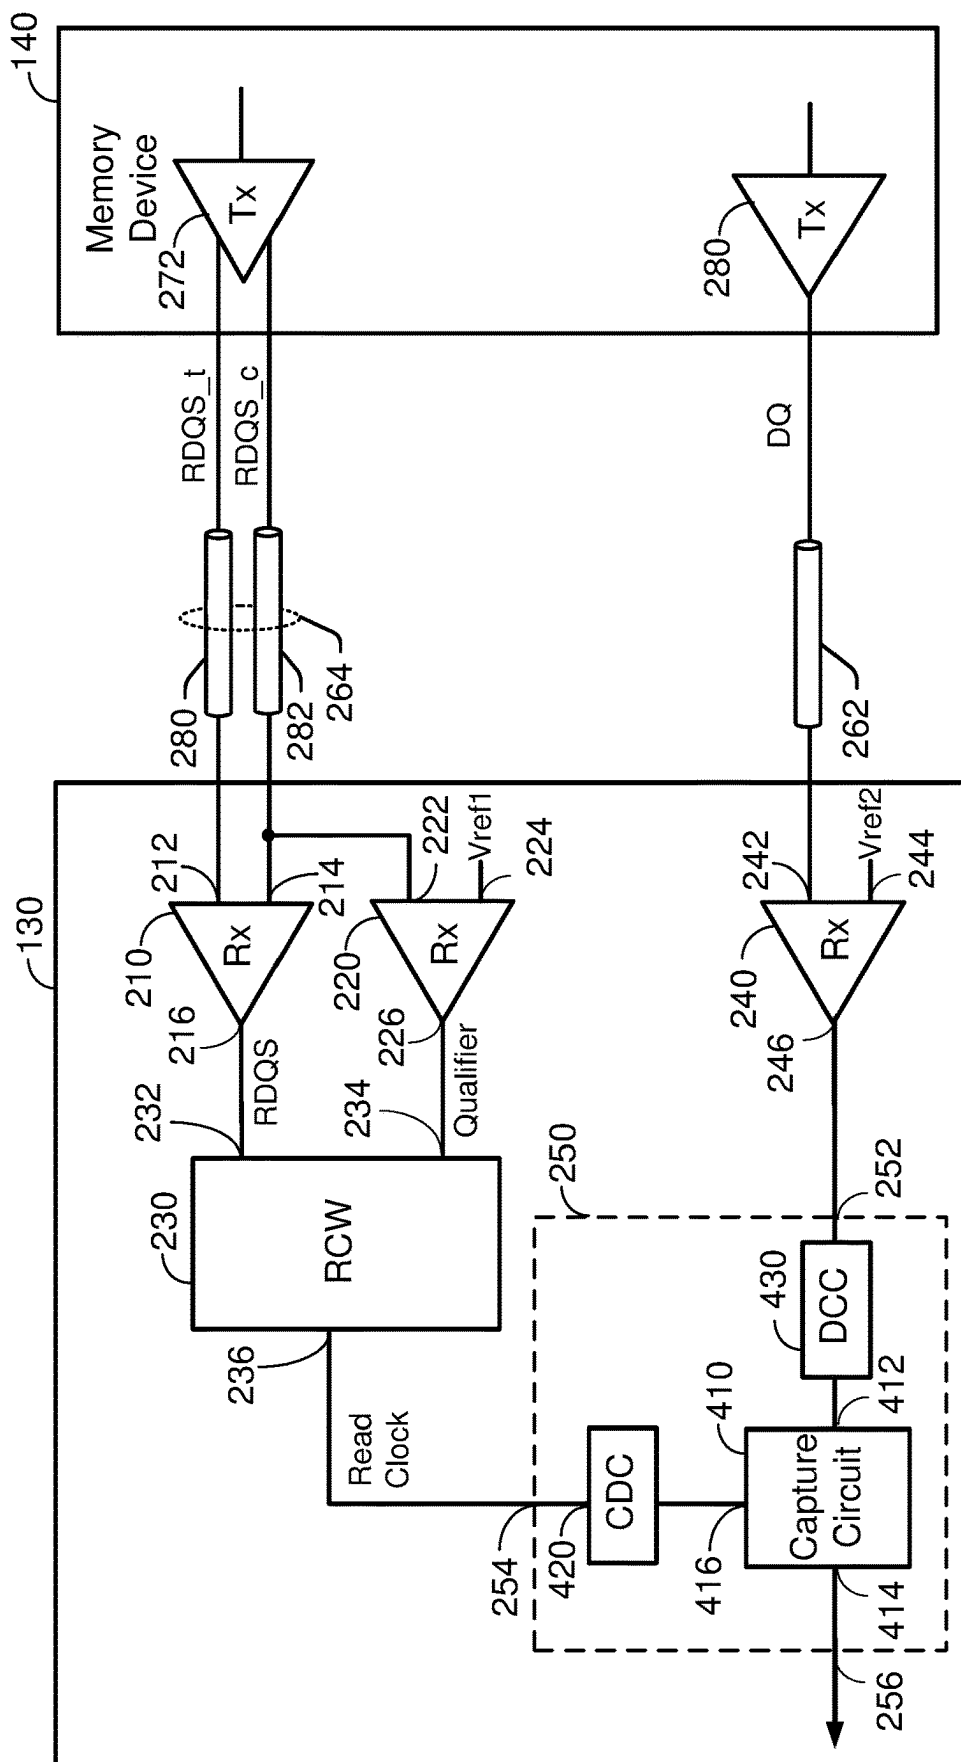 130
140
Memory
Device
272
Tx
RDQS_t
RDQS_c
280
282
264
212
214
210
Rx
216
RDQS
232
222
Vref1
224
220
Rx
226
Qualifier
234
230
RCW
236
Read
Clock
280
Tx
DQ
262
242
Vref2
244
240
Rx
246
250
252
430
DCC
412
410
Capture
Circuit
414
416
CDC
420
254
256